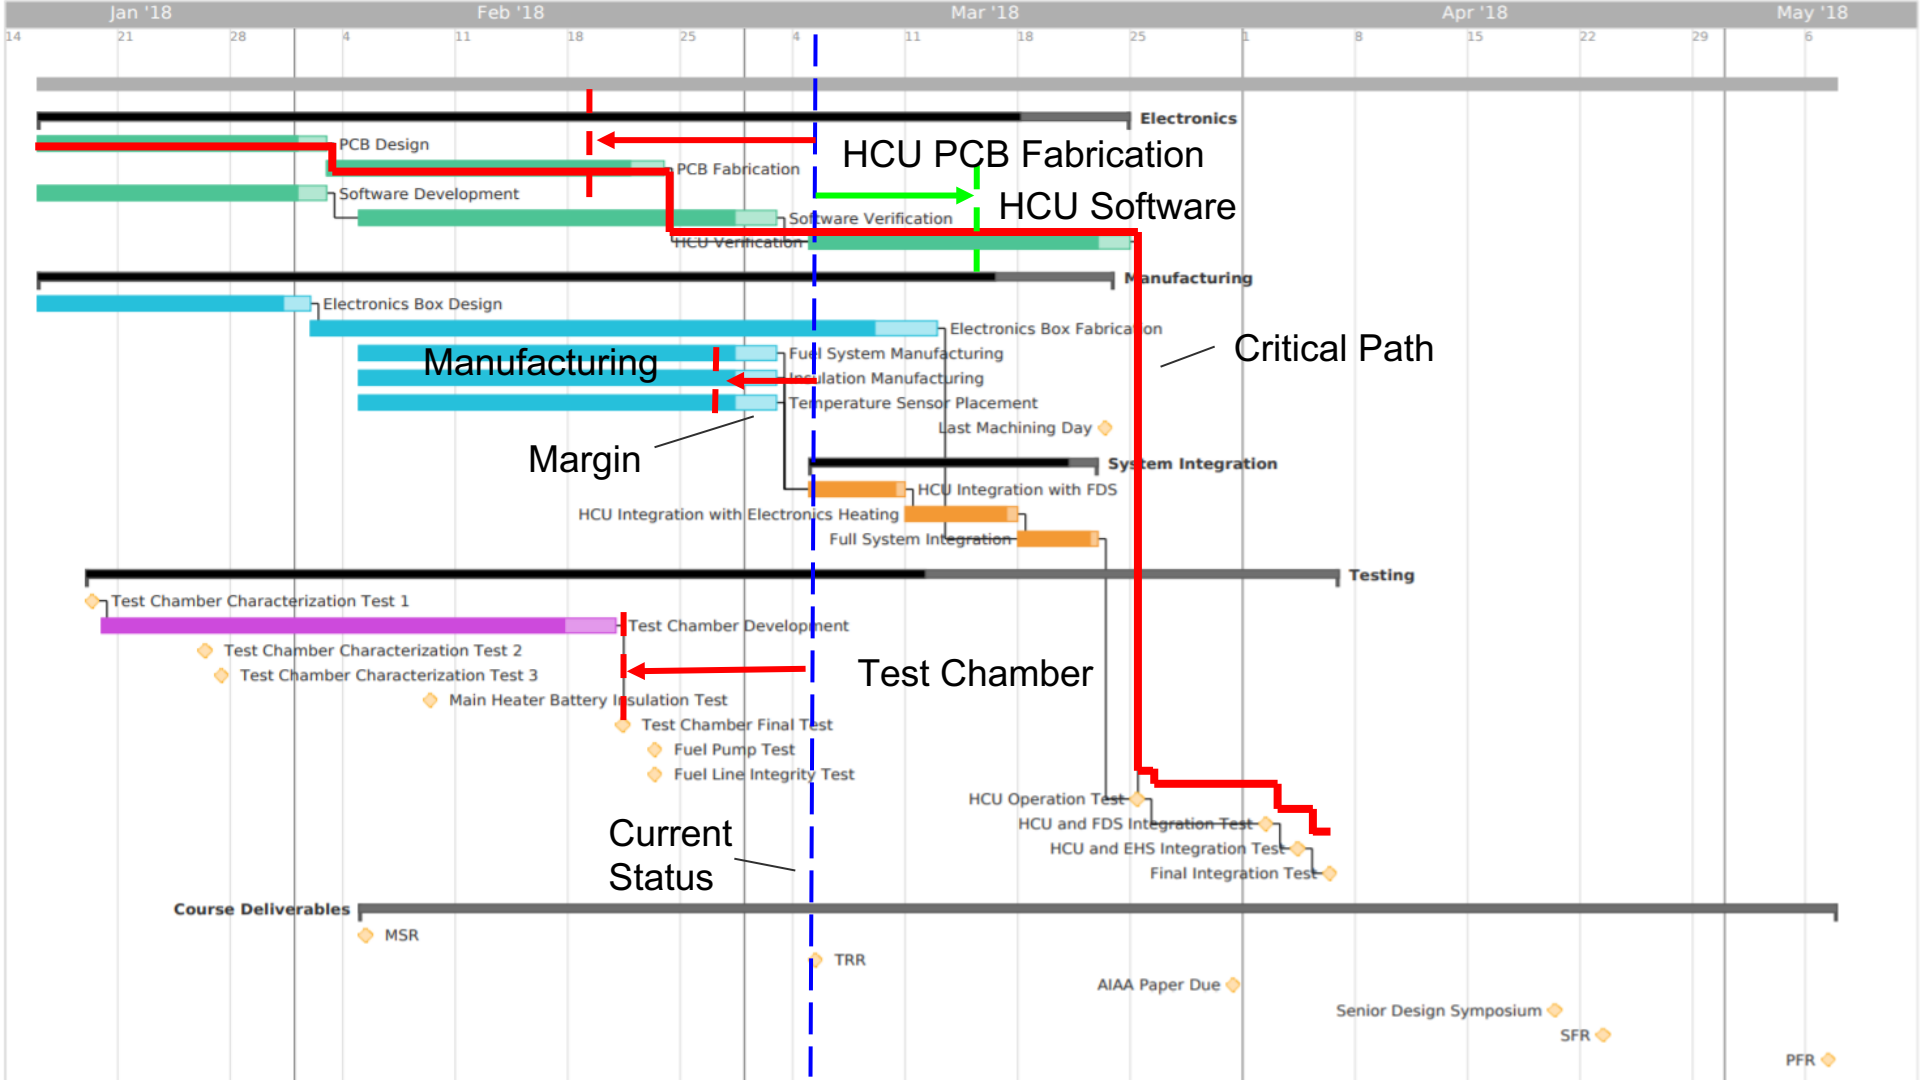 Jan '18 Feb '18 Mar '18 Apr '18 May '18
14 21 28 4 11 18 25 4 11 18 25 1 8 15 22 29 6
Electronics
PCB Design
HCU PCB Fabrication
PCB Fabrication
Software Development
HCU Software
Software Verification
HCU Verification
Manufacturing
Electronics Box Design
Electronics Box Fabrication
Critical Path
Fuel System Manufacturing
Manufacturing
Insulation Manufacturing
Temperature Sensor Placement
Last Machining Day
Margin
System Integration
HCU Integration with FDS
HCU Integration with Electronics Heating
Full System Integration
Testing
Test Chamber Characterization Test 1
Test Chamber Development
Test Chamber Characterization Test 2
Test Chamber
Test Chamber Characterization Test 3
Main Heater Battery Insulation Test
Test Chamber Final Test
Fuel Pump Test
Fuel Line Integrity Test
HCU Operation Test
HCU and FDS Integration Test
Current
Status
HCU and EHS Integration Test
Final Integration Test
Course Deliverables
MSR
TRR
AIAA Paper Due
Senior Design Symposium
SFR
PFR